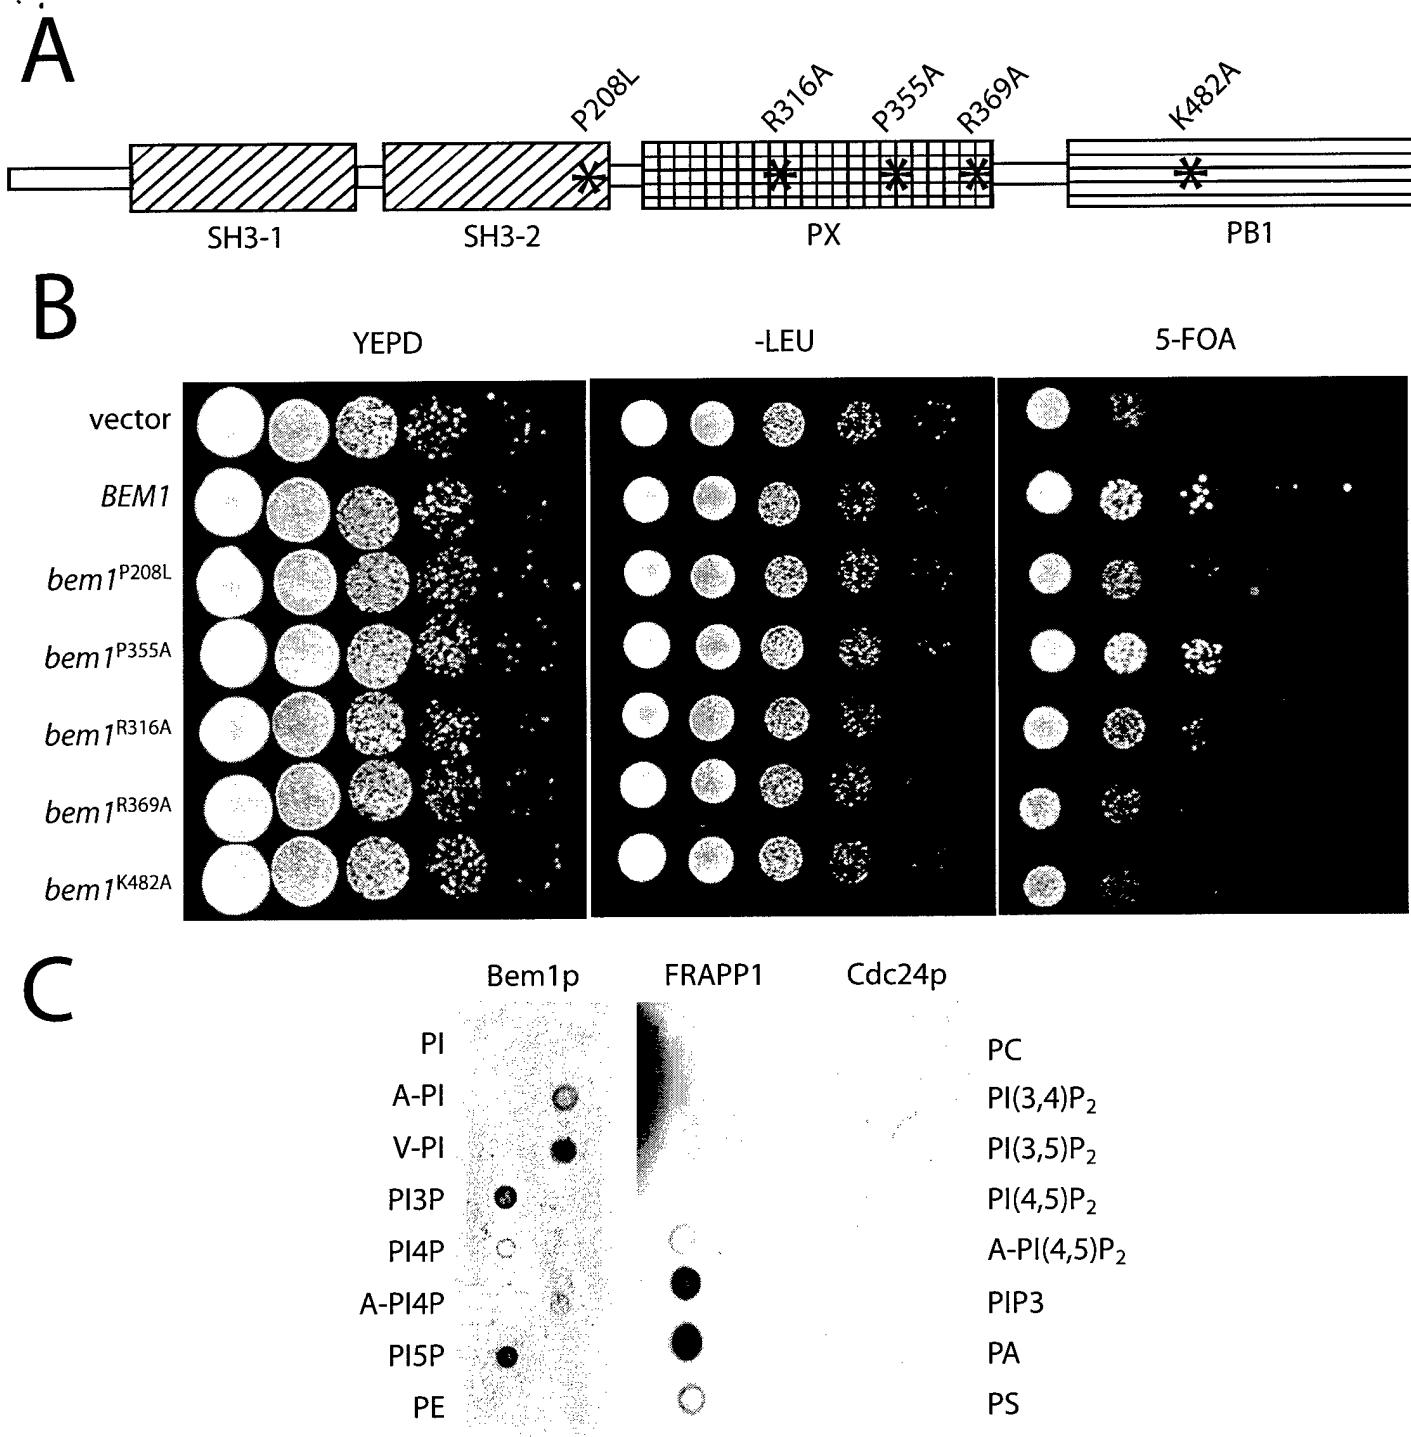 A
P208L
R316A
P355A
R369A
K482A
SH3-1
SH3-2
PX
PB1
B
YEPD
-LEU
5-FOA
vector
BEM1
bem1P208L
bem1P355A
bem1R316A
bem1R369A
bem1K482A
C
Bem1p
FRAPP1
Cdc24p
PI
PC
A-PI
PI(3,4)P2
V-PI
PI(3,5)P2
PI3P
PI(4,5)P2
PI4P
A-PI(4,5)P2
A-PI4P
PIP3
PI5P
PA
PE
PS